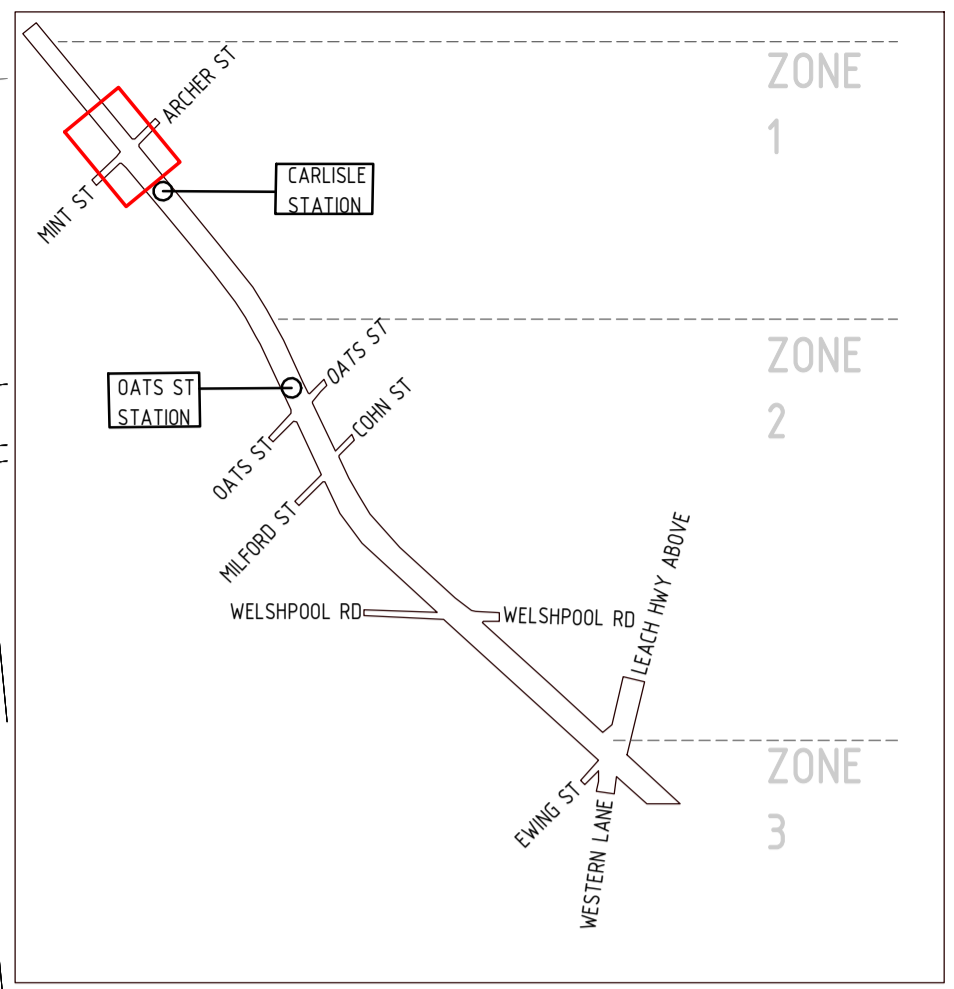 ZONE
1
ARCHER ST
MINT ST
CARLISLE
STATION
ZONE
2
OATS ST
OATS ST
STATION
COHN ST
OATS ST
MILFORD ST
WELSHPOOL RD
WELSHPOOL RD
LEACH HWY ABOVE
ZONE
3
EWING ST
WESTERN LANE